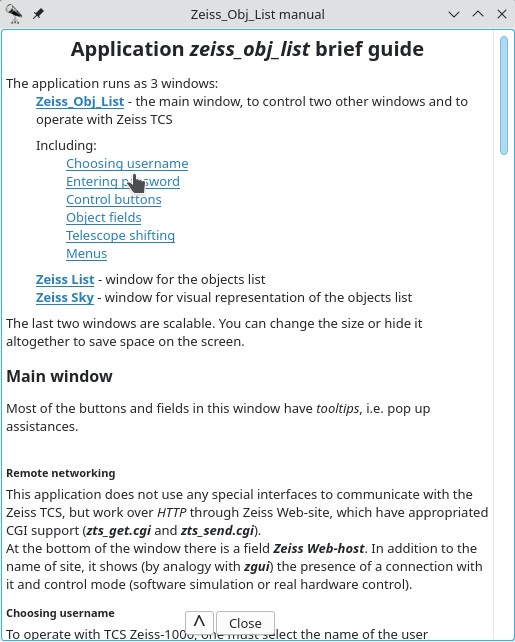 Zeiss_Obj_List manual
Application zeiss_obj_list brief guide
The application runs as 3 windows:
Zeiss_Obj_List - the main window, to control two other windows and to
operate with Zeiss TCS
Including:
Choosing username
Entering password
Control buttons
Object fields
Telescope shifting
Menus
Zeiss List - window for the objects list
Zeiss Sky - window for visual representation of the objects list
The last two windows are scalable. You can change the size or hide it
altogether to save space on the screen.
Main window
Most of the buttons and fields in this window have tooltips, i.e. pop up
assistances.
Remote networking
This application does not use any special interfaces to communicate with the
Zeiss TCS, but work over HTTP through Zeiss Web-site, which have appropriated
CGI support (zts_get.cgi and zts_send.cgi).
At the bottom of the window there is a field Zeiss Web-host. In addition to the
name of site, it shows (by analogy with zgui) the presence of a connection with
it and control mode (software simulation or real hardware control).
Choosing username
To operate with TCS Zeiss-1000, one must select the name of the user
^ Close